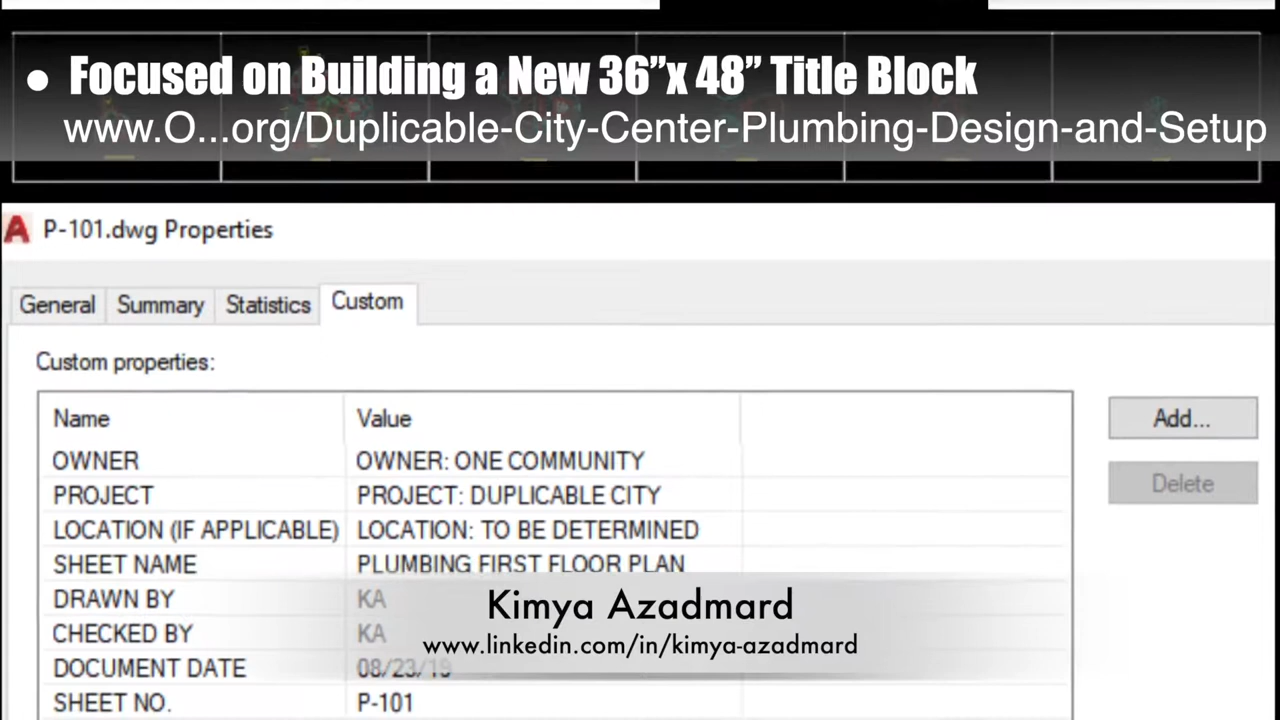 ● Focused on Building a New 36”x 48” Title Block
www.O...org/Duplicable-City-Center-Plumbing-Design-and-Setup
P-101.dwg Properties
General Summary Statistics Custom
Custom properties:
Name Value Add...
OWNER OWNER: ONE COMMUNITY
PROJECT PROJECT: DUPLICABLE CITY Delete
LOCATION (IF APPLICABLE) LOCATION: TO BE DETERMINED
SHEET NAME PLUMBING FIRST FLOOR PLAN
DRAWN BY KA
CHECKED BY KA
DOCUMENT DATE 08/23/19
SHEET NO. P-101
Kimya Azadmard
www.linkedin.com/in/kimya-azadmard